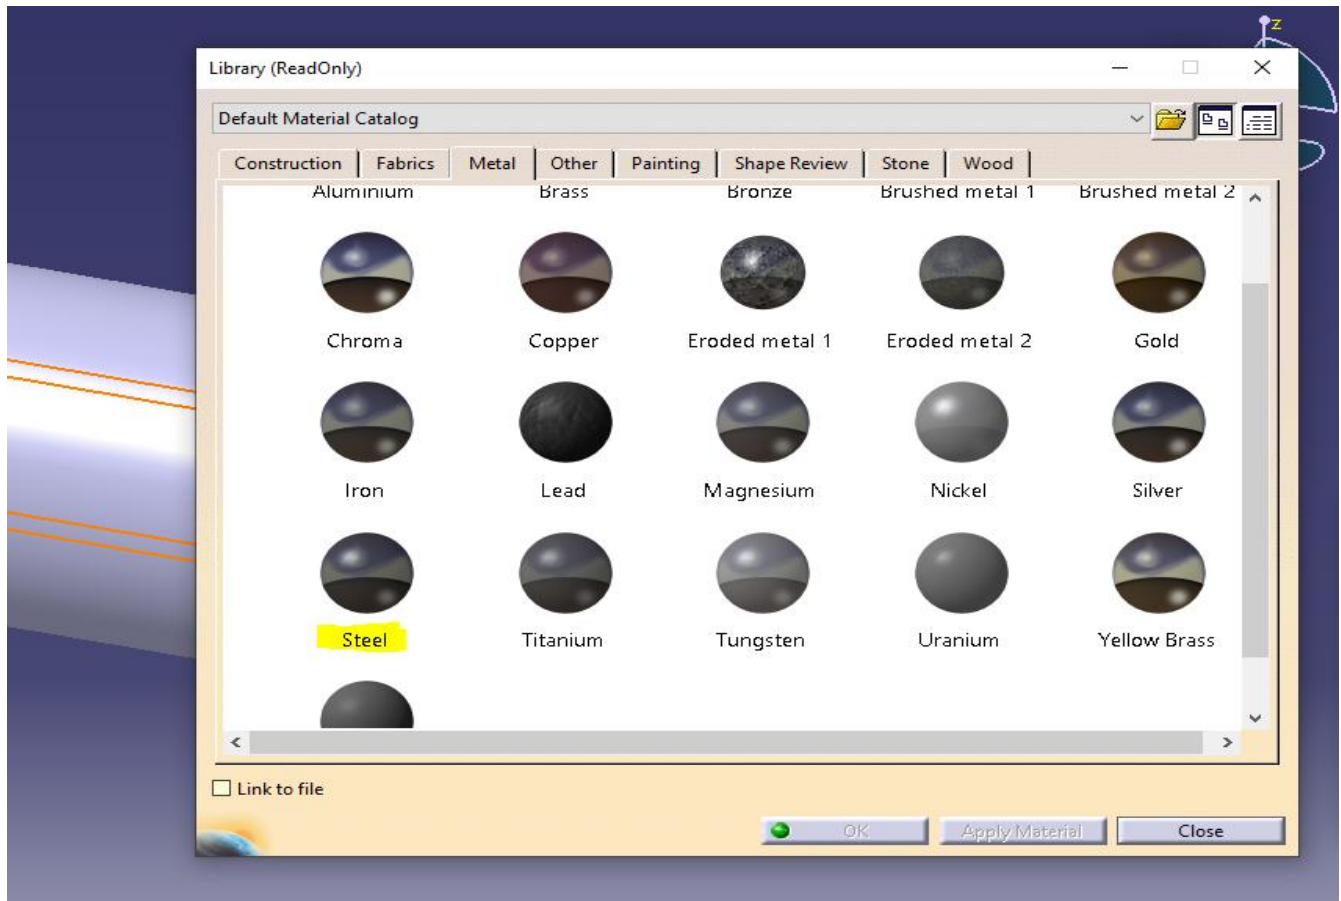 Z
Library (ReadOnly)
Default Material Catalog
Construction Fabrics Metal Other Painting Shape Review Stone Wood
Aluminium Brass Bronze Brushed metal 1 Brushed metal 2
Chroma Copper Eroded metal 1 Eroded metal 2 Gold
Iron Lead Magnesium Nickel Silver
Steel Titanium Tungsten Uranium Yellow Brass
Link to file
OK Apply Material Close